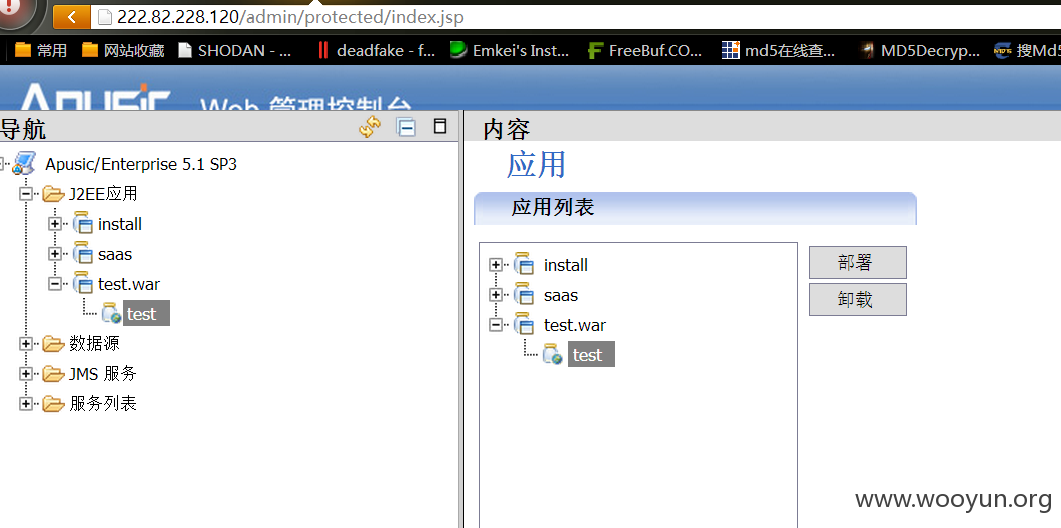 222.82.228.120/admin/protected/index.jsp
常用 网站收藏 SHODAN - ... deadfake - f... Emkei's Inst... FreeBuf.CO... md5在线查... MD5Decryp... 搜Md5
Apusic Web 管理控制台
导航
Apusic/Enterprise 5.1 SP3
J2EE应用
install
saas
test.war
test
数据源
JMS 服务
服务列表
内容
应用
应用列表
install
saas
test.war
test
部署
卸载
www.wooyun.org